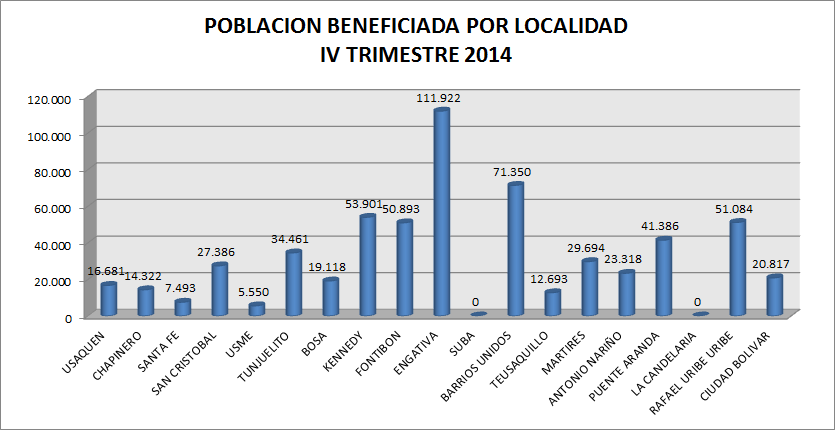 POBLACION BENEFICIADA POR LOCALIDAD
IV TRIMESTRE 2014
120.000
100.000
80.000
60.000
40.000
20.000
0
16.681
14.322
7.493
27.386
5.550
34.461
19.118
53.901
50.893
111.922
0
71.350
12.693
29.694
23.318
41.386
0
51.084
20.817
USAQUEN
CHAPINERO
SANTA FE
SAN CRISTOBAL
USME
TUNJUELITO
BOSA
KENNEDY
FONTIBON
ENGATIVA
SUBA
BARRIOS UNIDOS
TEUSAQUILLO
MARTIRES
ANTONIO NARIÑO
PUENTE ARANDA
LA CANDELARIA
RAFAEL URIBE URIBE
CIUDAD BOLIVAR